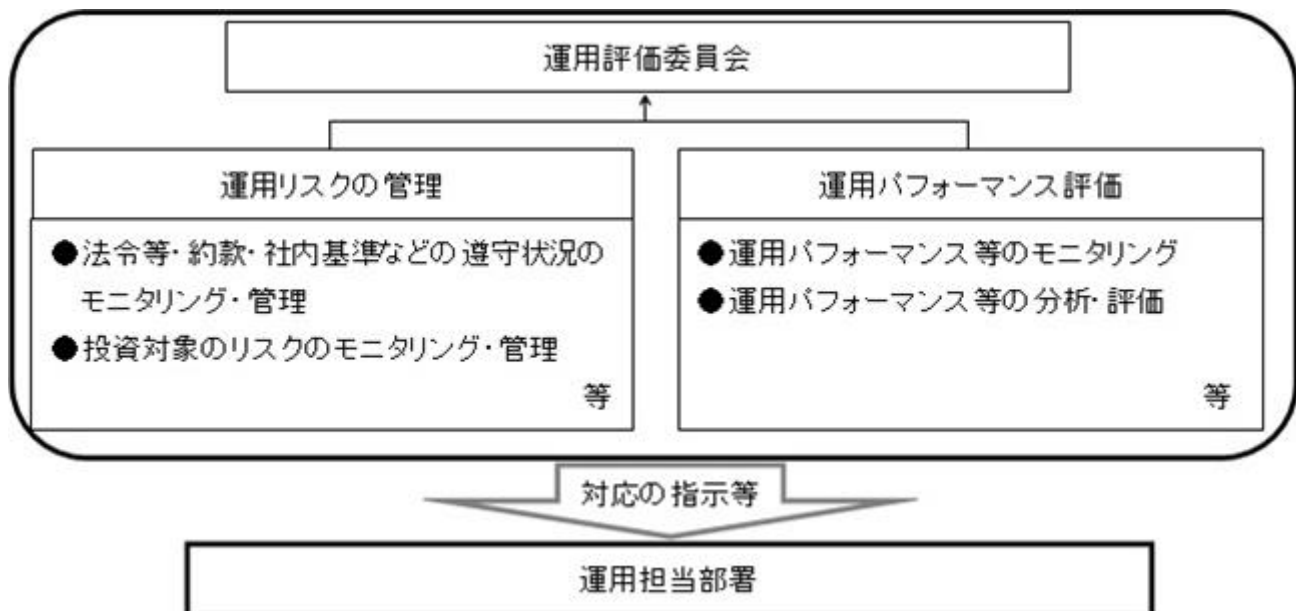 運用評価委員会
運用リスクの管理
●法令等・約款・社内基準などの遵守状況の
モニタリング・管理
●投資対象のリスクのモニタリング・管理
等
運用パフォーマンス評価
●運用パフォーマンス等のモニタリング
●運用パフォーマンス等の分析・評価
等
対応の指示等
運用担当部署